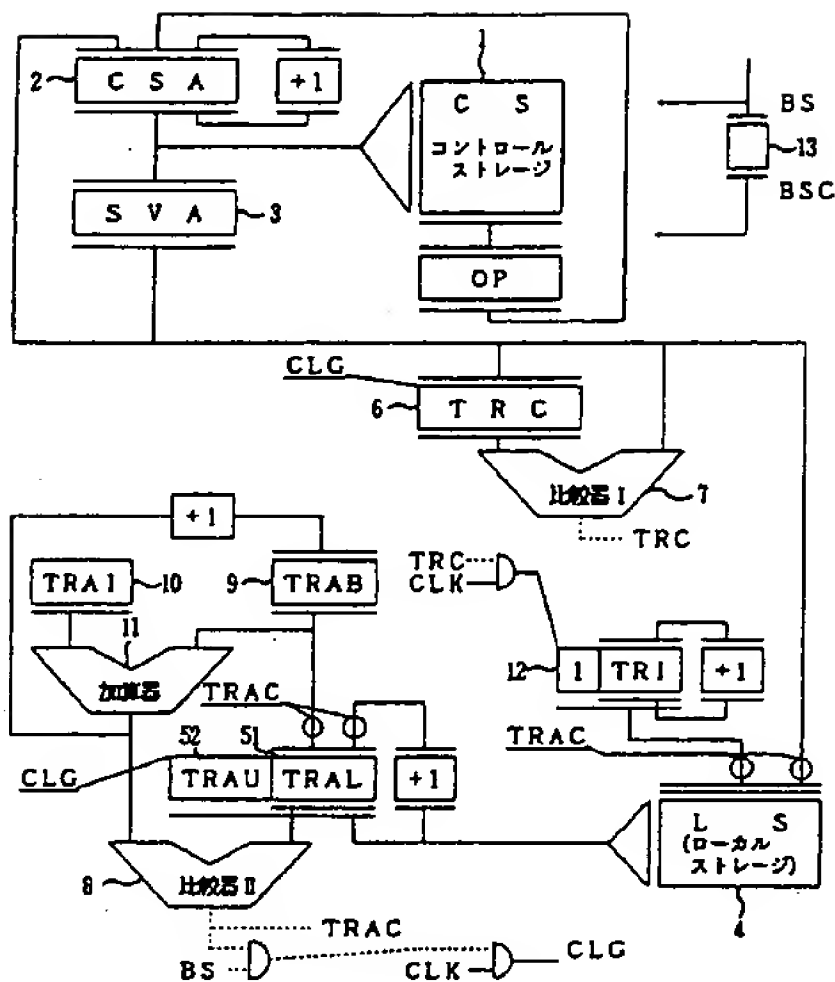 1
2
C S A
+1
C S
コントロール
ストレージ
BS
13
BSC
S V A
3
OP
CLG
6
T R C
比較器 I
7
TRC
+1
TRAI
10
9
TRAB
TRC
CLK
11
加算器
12
1
TRI
+1
TRAC
52
51
TRAC
CLG
TRAU
TRAL
+1
L S
(ローカル
ストレージ)
8
比較器 II
4
TRAC
BS
CLK
CLG